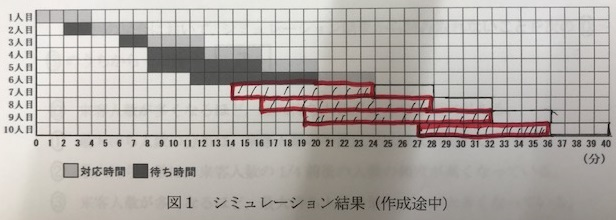 1人目
2人目
3人目
4人目
5人目
6人目
7人目
8人目
9人目
10人目
0 1 2 3 4 5 6 7 8 9 10 11 12 13 14 15 16 17 18 19 20 21 22 23 24 25 26 27 28 29 30 31 32 33 34 35 36 37 38 39 40
(分)
対応時間 待ち時間
図1 シミュレーション結果(作成途中)